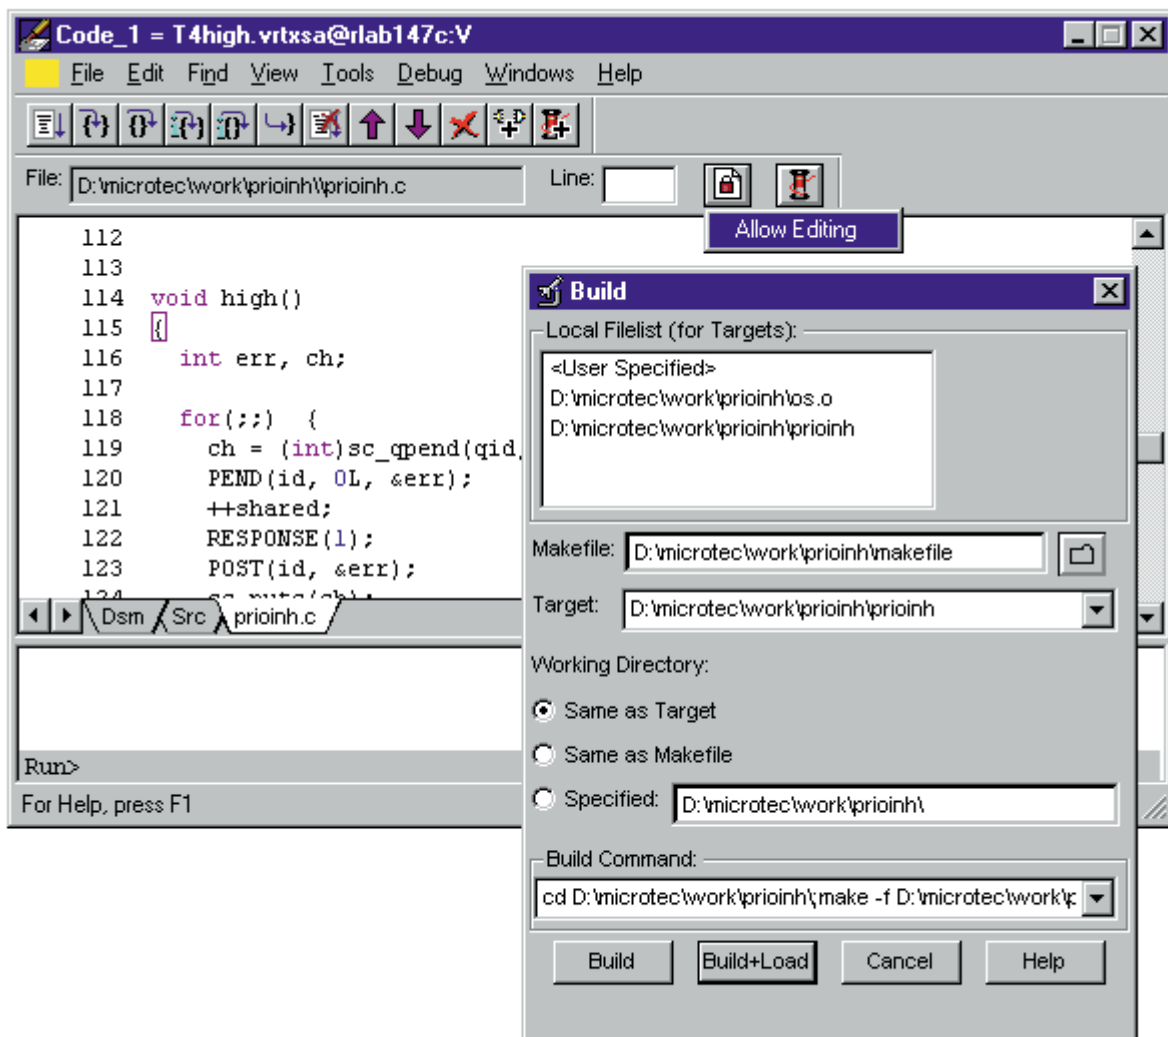 Code_1 = T4high.vrtxsa@rlab147c:V
File Edit Find View Tools Debug Windows Help
File: D:\microtec\work\prioinh\\prioinh.c Line:
Allow Editing
112
113
114 void high()
115 {
116 int err, ch;
117
118 for(;;) {
119 ch = (int)sc_qpend(qid,
120 PEND(id, 0L, &err);
121 ++shared;
122 RESPONSE(1);
123 POST(id, &err);
124 sc_putc(ch);
Dsm Src prioinh.c
Run>
For Help, press F1
Build
Local Filelist (for Targets):
<User Specified>
D:\microtec\work\prioinh\os.o
D:\microtec\work\prioinh\prioinh
Makefile: D:\microtec\work\prioinh\makefile
Target: D:\microtec\work\prioinh\prioinh
Working Directory:
Same as Target
Same as Makefile
Specified: D:\microtec\work\prioinh\
Build Command:
cd D:\microtec\work\prioinh\;make -f D:\microtec\work\p
Build Build+Load Cancel Help